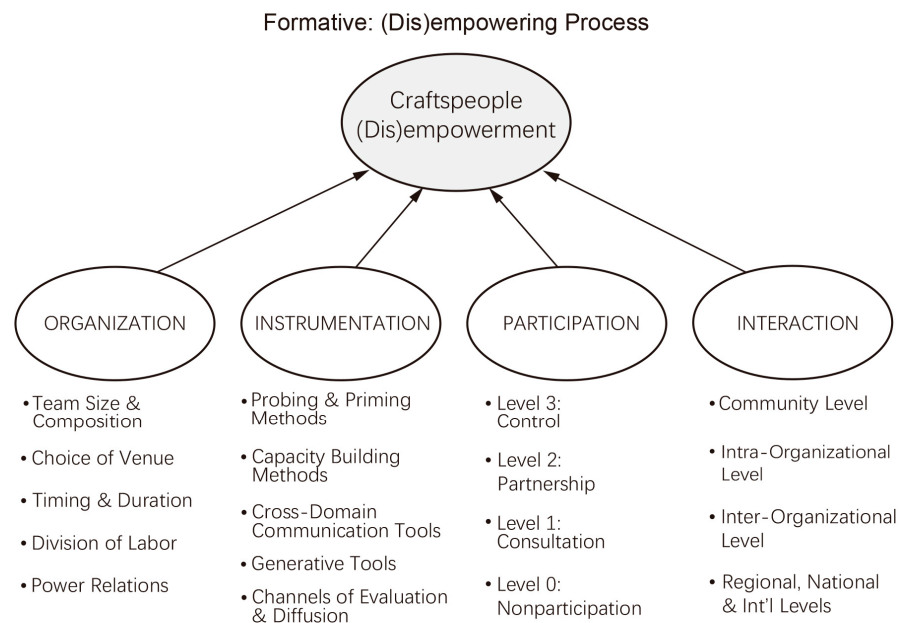 Formative: (Dis)empowering Process
Craftspeople
(Dis)empowerment
ORGANIZATION
INSTRUMENTATION
PARTICIPATION
INTERACTION
• Team Size &
Composition
• Choice of Venue
• Timing & Duration
• Division of Labor
• Power Relations
• Probing & Priming
Methods
• Capacity Building
Methods
• Cross-Domain
Communication Tools
• Generative Tools
• Channels of Evaluation
& Diffusion
• Level 3:
Control
• Level 2:
Partnership
• Level 1:
Consultation
• Level 0:
Nonparticipation
• Community Level
• Intra-Organizational
Level
• Inter-Organizational
Level
• Regional, National
& Int'l Levels